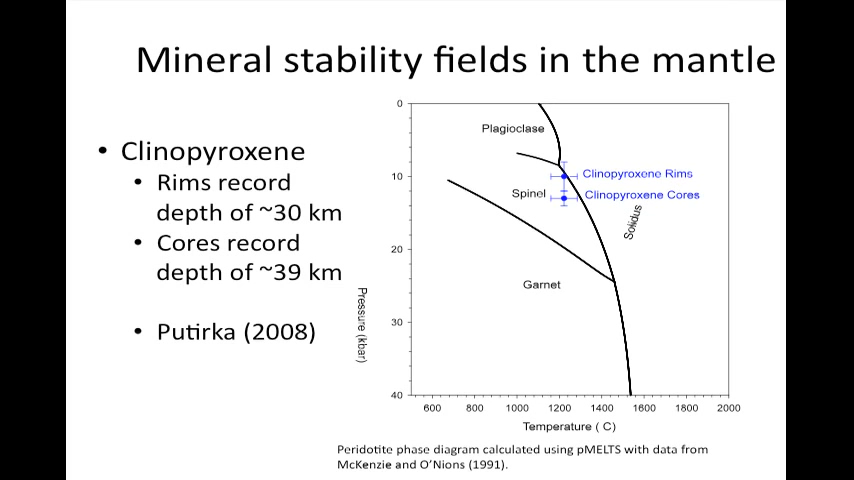 Mineral stability fields in the mantle
• Clinopyroxene
• Rims record
depth of ~30 km
• Cores record
depth of ~39 km
• Putirka (2008)
0
10
20
30
40
Pressure (kbar)
Plagioclase
Spinel
Garnet
Clinopyroxene Rims
Clinopyroxene Cores
Solidus
600 800 1000 1200 1400 1600 1800 2000
Temperature ( C)
Peridotite phase diagram calculated using pMELTS with data from
McKenzie and O'Nions (1991).